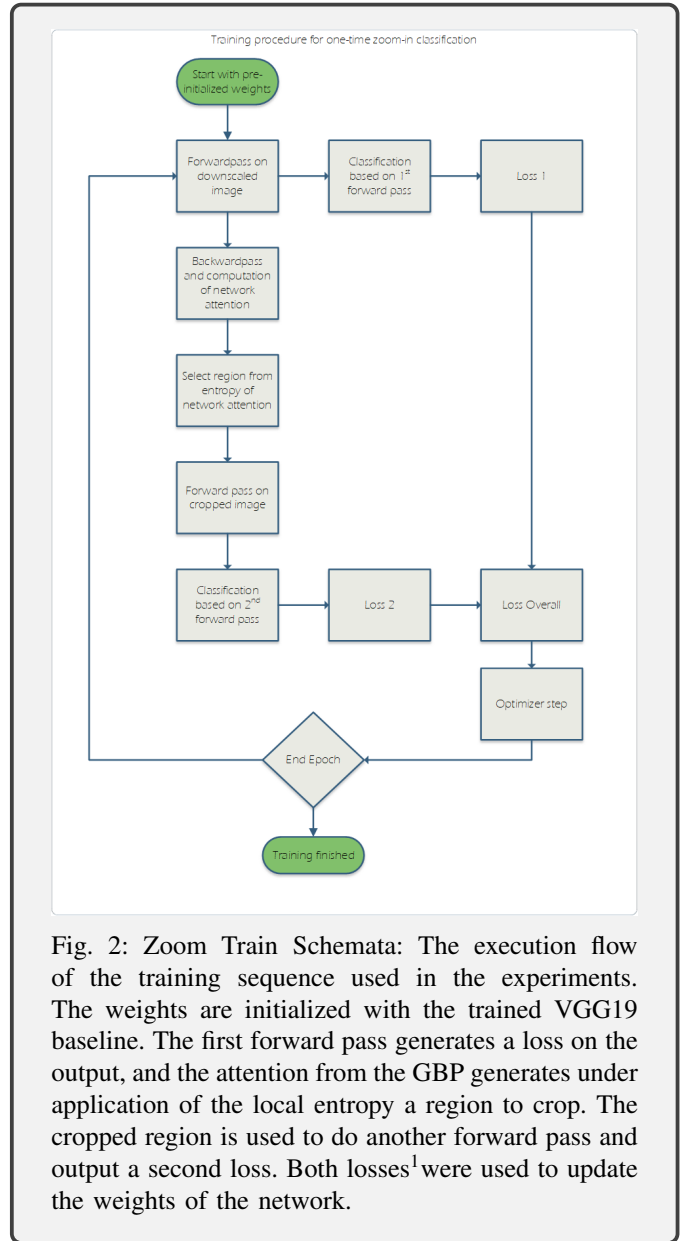 Training procedure for one-time zoom-in classification
Start with pre-
initialized weights
Forwardpass on
downscaled
image
Classification
based on 1st
forward pass
Loss 1
Backwardpass
and computation
of network
attention
Select region from
entropy of
network attention
Forward pass on
cropped image
Classification
based on 2nd
forward pass
Loss 2
Loss Overall
Optimizer step
End Epoch
Training finished
Fig. 2: Zoom Train Schemata: The execution flow
of the training sequence used in the experiments.
The weights are initialized with the trained VGG19
baseline. The first forward pass generates a loss on the
output, and the attention from the GBP generates under
application of the local entropy a region to crop. The
cropped region is used to do another forward pass and
output a second loss. Both losses1were used to update
the weights of the network.